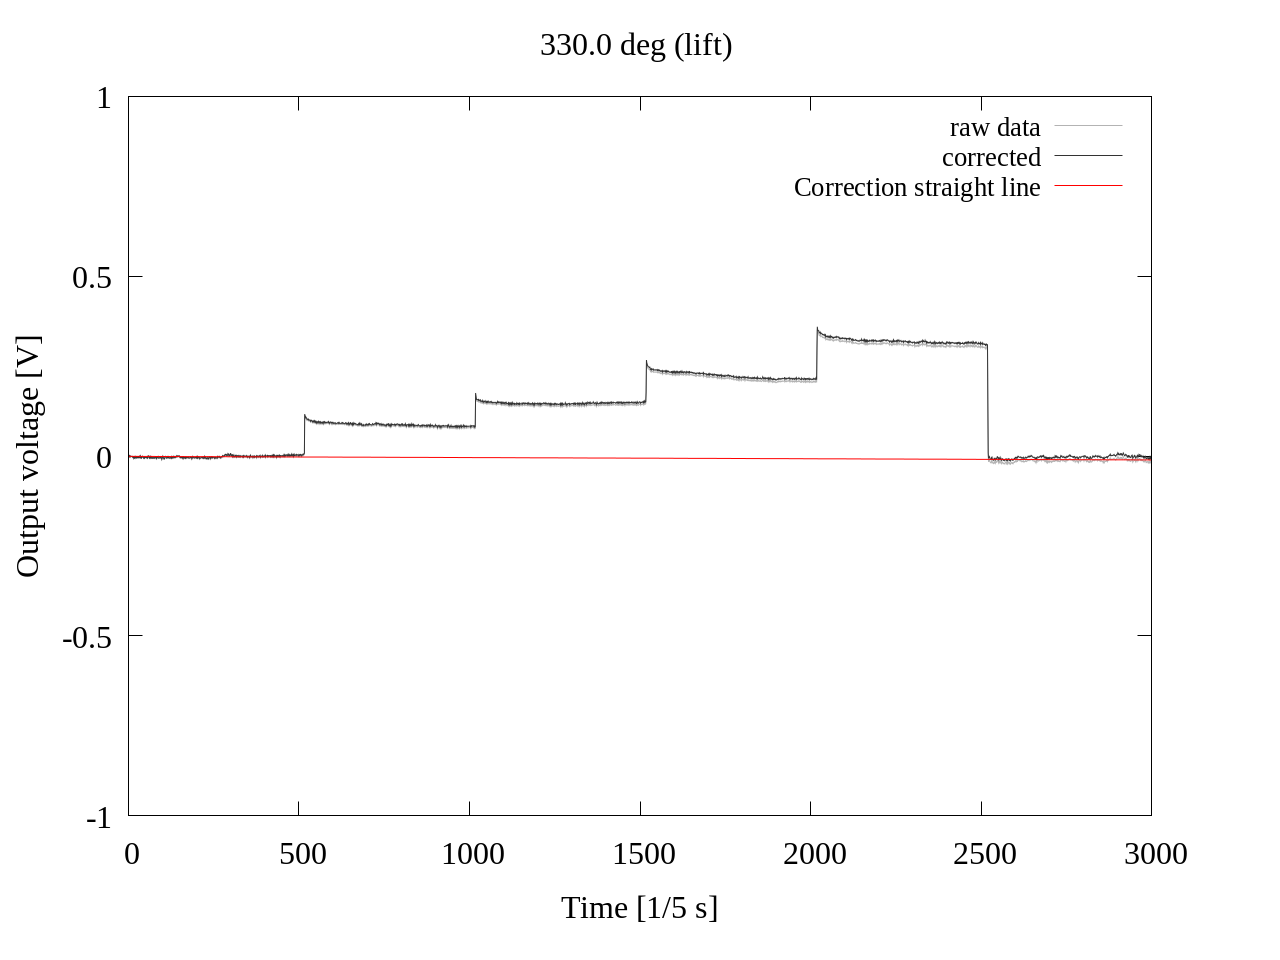 330.0 deg (lift)
raw data
corrected
Correction straight line
1
0.5
0
-0.5
-1
Output voltage [V]
0 500 1000 1500 2000 2500 3000
Time [1/5 s]